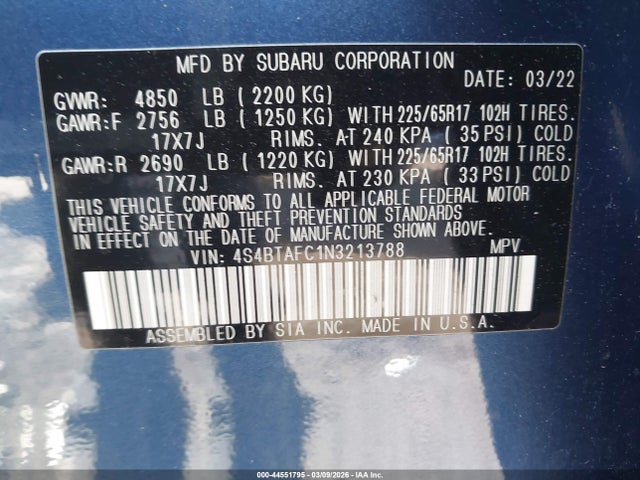 MFD BY SUBARU CORPORATION
DATE: 03/22
GVWR: 4850 LB (2200 KG)
GAWR:F 2756 LB (1250 KG) WITH 225/65R17 102H TIRES.
17X7J RIMS. AT 240 KPA (35 PSI) COLD
GAWR:R 2690 LB (1220 KG) WITH 225/65R17 102H TIRES.
17X7J RIMS. AT 230 KPA (33 PSI) COLD
THIS VEHICLE CONFORMS TO ALL APPLICABLE FEDERAL MOTOR
VEHICLE SAFETY AND THEFT PREVENTION STANDARDS
IN EFFECT ON THE DATE OF MANUFACTURE SHOWN ABOVE.
VIN: 4S4BTAFC1N3213788 MPV
ASSEMBLED BY SIA INC. MADE IN U.S.A.
000-44551795 - 03/09/2026 - IAAI INC.